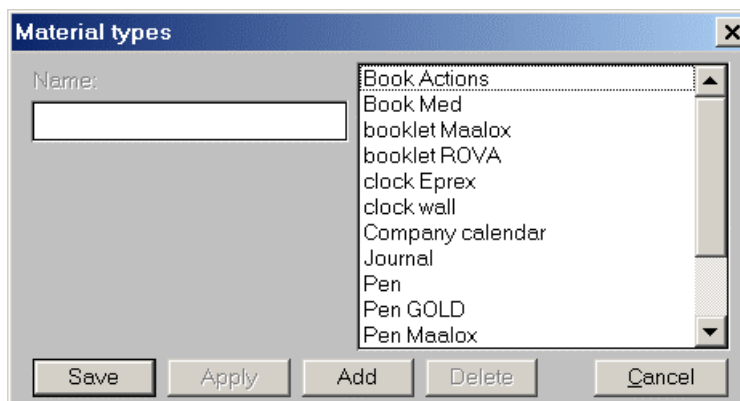 Material types
Name:
Book Actions
Book Med
booklet Maalox
booklet ROVA
clock Eprex
clock wall
Company calendar
Journal
Pen
Pen GOLD
Pen Maalox
Save Apply Add Delete Cancel